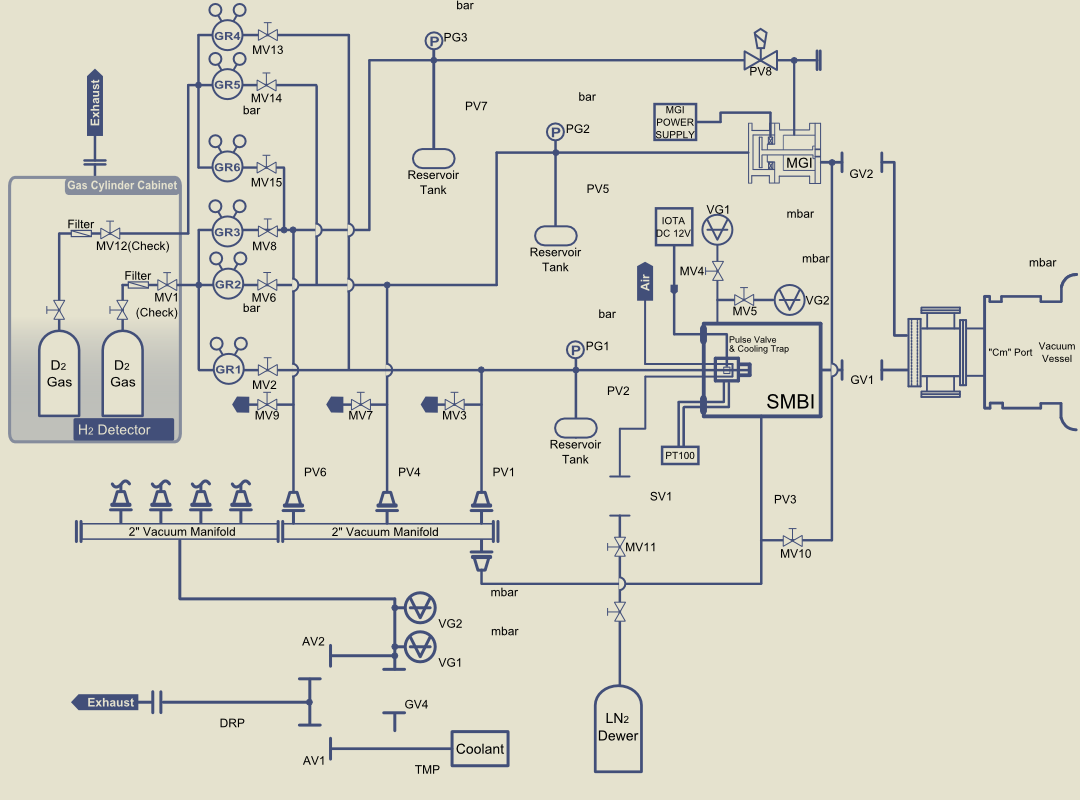 bar
GR4
MV13
P
PG3
PV8
GR5
MV14
bar
Exhaust
PV7
bar
MGI
POWER
SUPPLY
P
PG2
MGI
GV2
Reservoir
Tank
GR6
MV15
Gas Cylinder Cabinet
PV5
Filter
MV12(Check)
GR3
MV8
IOTA
DC 12V
VG1
mbar
Reservoir
Tank
mbar
mbar
Filter
MV1
(Check)
GR2
MV6
bar
Air
MV4
MV5
VG2
bar
P
PG1
Pulse Valve
& Cooling Trap
"Cm" Port
Vacuum
Vessel
D2
Gas
D2
Gas
GR1
MV2
PV2
GV1
SMBI
MV9
MV7
MV3
H2 Detector
Reservoir
Tank
PT100
PV6
PV4
PV1
SV1
PV3
2" Vacuum Manifold
2" Vacuum Manifold
MV11
MV10
mbar
VG2
mbar
AV2
VG1
Exhaust
DRP
GV4
LN2
Dewer
AV1
Coolant
TMP